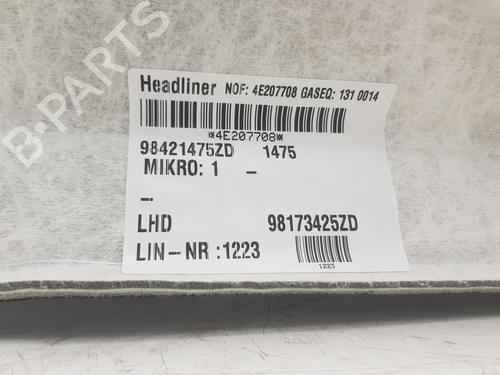 Headliner NOF: 4E207708 GASEQ: 131 0014
*4E207708*
98421475ZD 1475
MIKRO: 1 -
-
LHD 98173425ZD
LIN-NR :1223
1223
B-PARTS